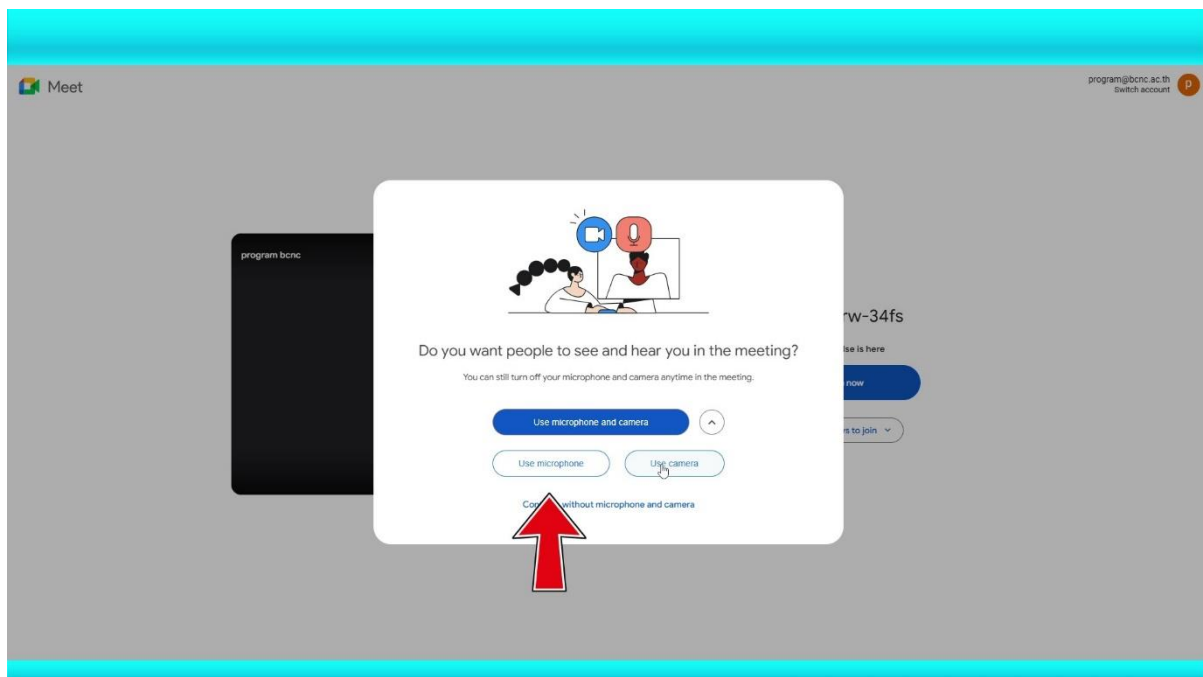 Meet
program@bcnc.ac.th
Switch account
P
program bcnc
Do you want people to see and hear you in the meeting?
You can still turn off your microphone and camera anytime in the meeting.
rw-34fs
lse is here
now
Use microphone and camera
s to join
Use microphone
Use camera
without microphone and camera